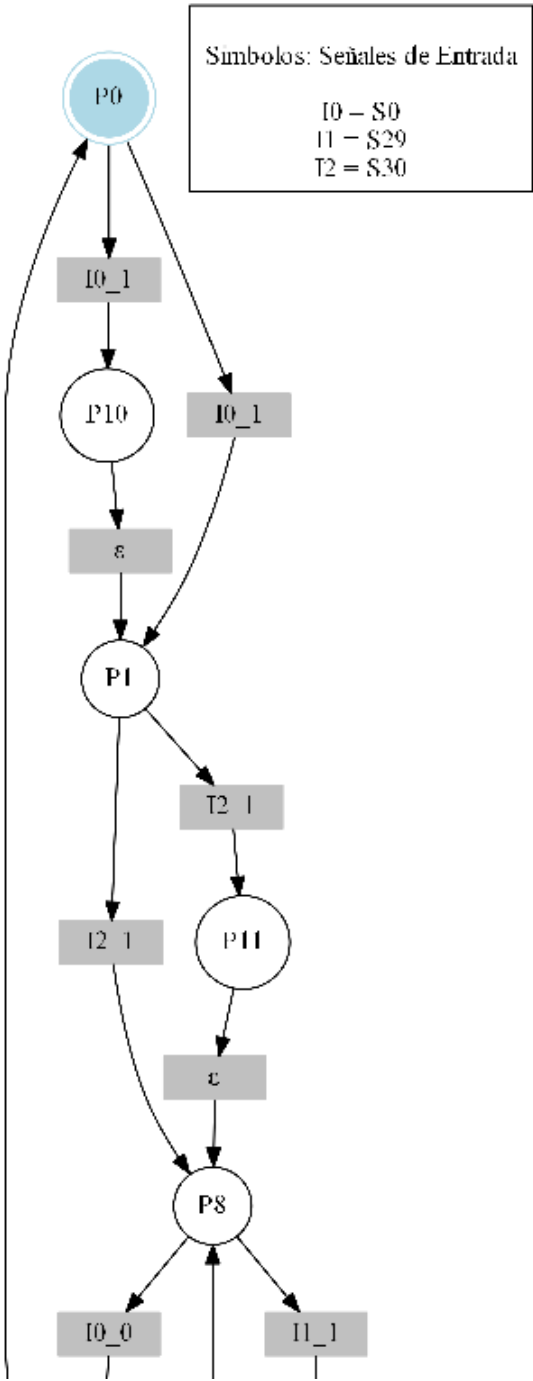 P0
Simbolos: Señales de Entrada
I0 = S0
I1 = S29
I2 = S30
I0_1
P10
I0_1
ε
P1
I2_1
P11
I2_1
ε
P8
I0_0
I1_1